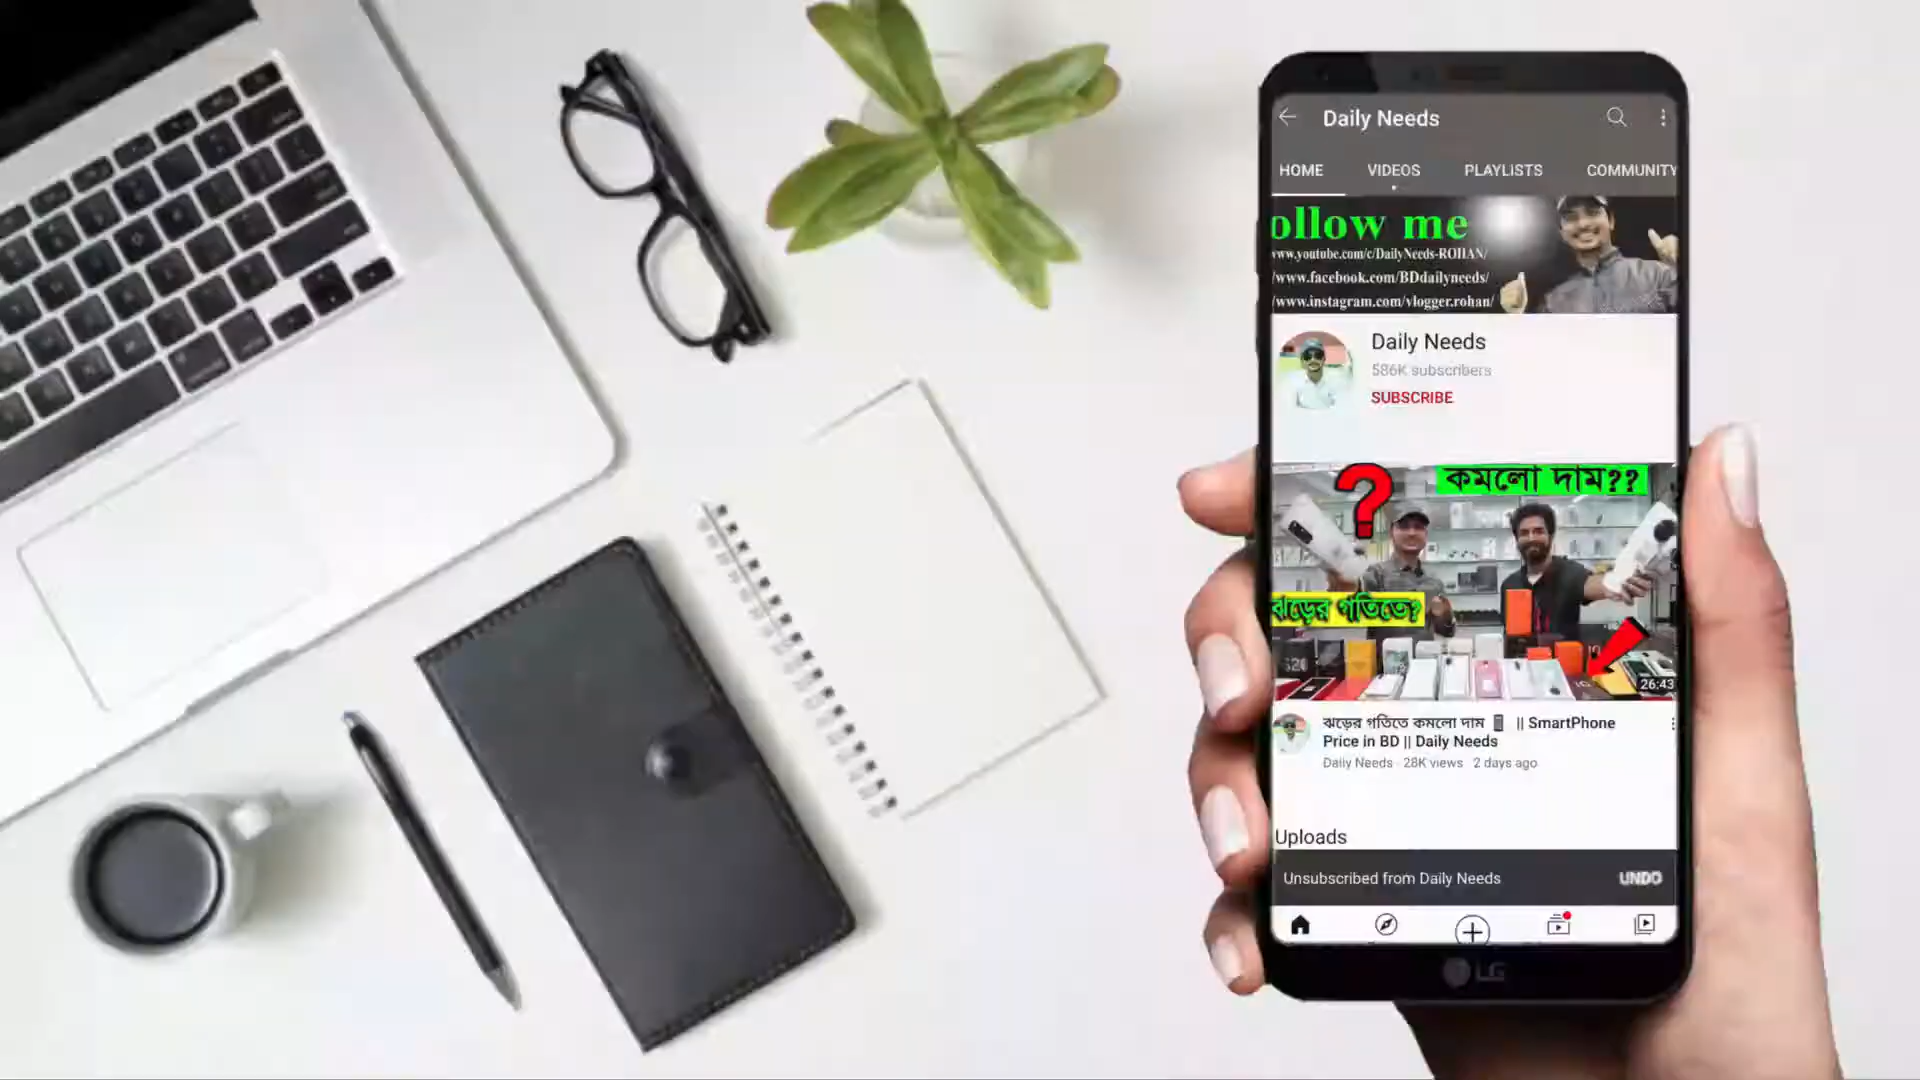 Daily Needs
HOME VIDEOS PLAYLISTS COMMUNITY
ollow me
www.youtube.com/c/DailyNeeds-ROHAN/
/www.facebook.com/BDdailyneeds/
/www.instagram.com/vlogger.rohan/
Daily Needs
586K subscribers
SUBSCRIBE
?
কমলো দাম??
ঝড়ের গতিতে?
S20
26:43
ঝড়ের গতিতে কমলো দাম 📱 || SmartPhone
Price in BD || Daily Needs
Daily Needs · 28K views · 2 days ago
Uploads
Unsubscribed from Daily Needs UNDO
LG